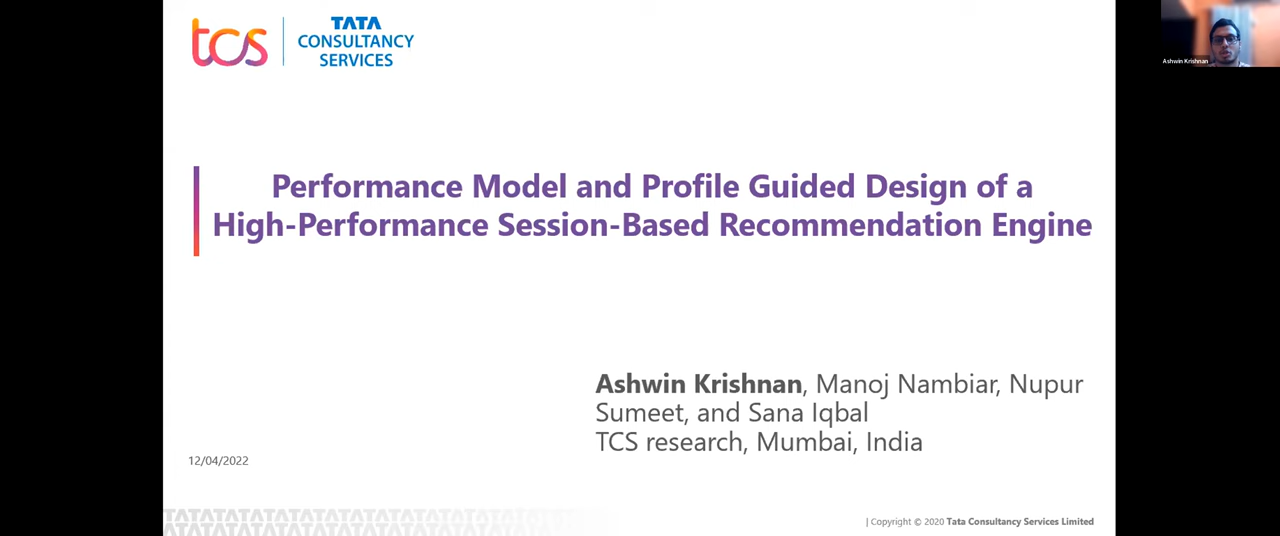 tcs
TATA
CONSULTANCY
SERVICES
Ashwin Krishnan
Performance Model and Profile Guided Design of a
High-Performance Session-Based Recommendation Engine
Ashwin Krishnan, Manoj Nambiar, Nupur
Sumeet, and Sana Iqbal
TCS research, Mumbai, India
12/04/2022
| Copyright © 2020 Tata Consultancy Services Limited